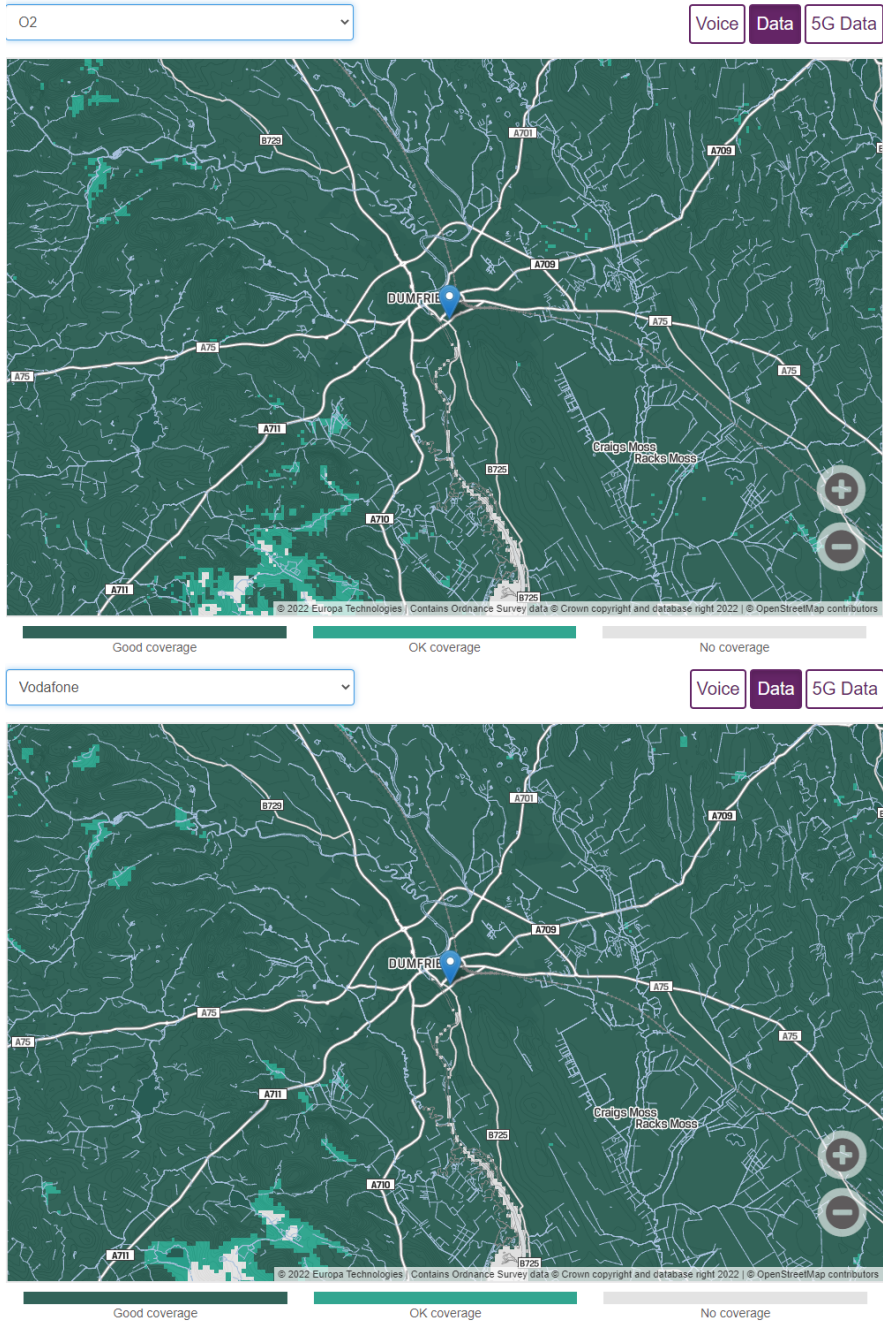 O2
Voice Data 5G Data
A701
B729
A709
A709
DUMFRIE
A75
A75
A75
A75
A711
Craigs Moss
Racks Moss
B725
A710
A711
B725
© 2022 Europa Technologies | Contains Ordnance Survey data © Crown copyright and database right 2022 | © OpenStreetMap contributors
Good coverage OK coverage No coverage
Vodafone
Voice Data 5G Data
A701
B729
A709
A709
DUMFRIE
A75
A75
A75
A75
A711
Craigs Moss
Racks Moss
B725
A710
A711
B725
© 2022 Europa Technologies | Contains Ordnance Survey data © Crown copyright and database right 2022 | © OpenStreetMap contributors
Good coverage OK coverage No coverage